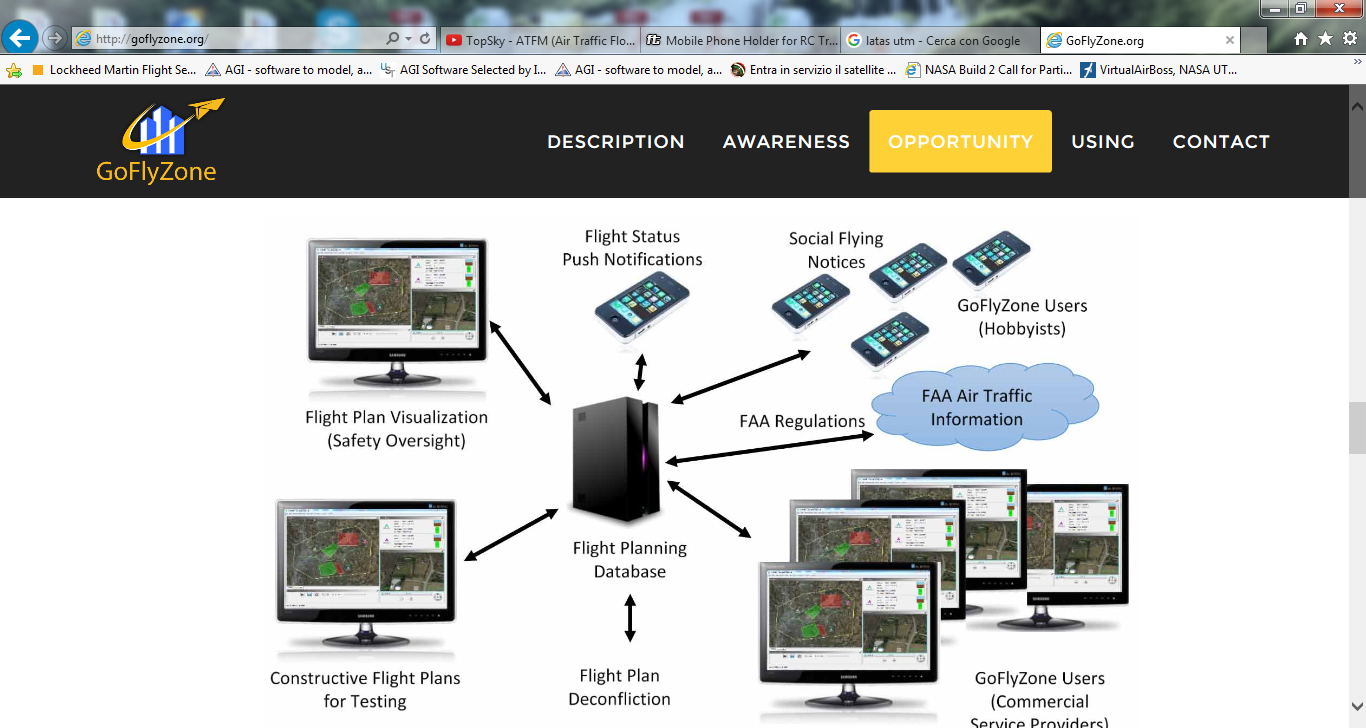 http://goflyzone.org/
TopSky - ATFM (Air Traffic Flo...
Mobile Phone Holder for RC Tr...
latas utm - Cerca con Google
GoFlyZone.org
Lockheed Martin Flight Se...
AGI - software to model, a...
AGI Software Selected by I...
AGI - software to model, a...
Entra in servizio il satellite ...
NASA Build 2 Call for Parti...
VirtualAirBoss, NASA UT...
GoFlyZone
DESCRIPTION
AWARENESS
OPPORTUNITY
USING
CONTACT
Flight Status
Push Notifications
Social Flying
Notices
GoFlyZone Users
(Hobbyists)
SAMSUNG
Flight Plan Visualization
(Safety Oversight)
FAA Regulations
FAA Air Traffic
Information
Flight Planning
Database
SAMSUNG
Constructive Flight Plans
for Testing
Flight Plan
Deconfliction
SAMSUNG
GoFlyZone Users
(Commercial
Service Providers)